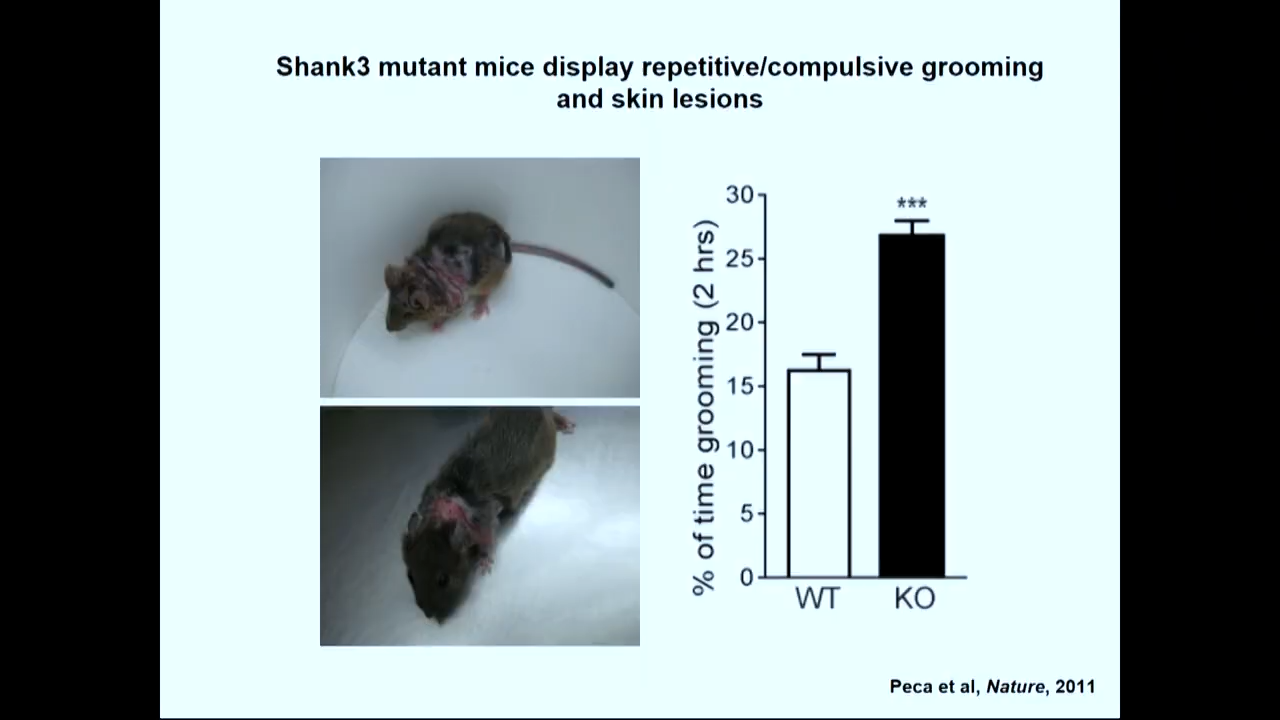 Shank3 mutant mice display repetitive/compulsive grooming
and skin lesions
% of time grooming (2 hrs)
30
25
20
15
10
5
0
***
WT
KO
Peca et al, Nature, 2011